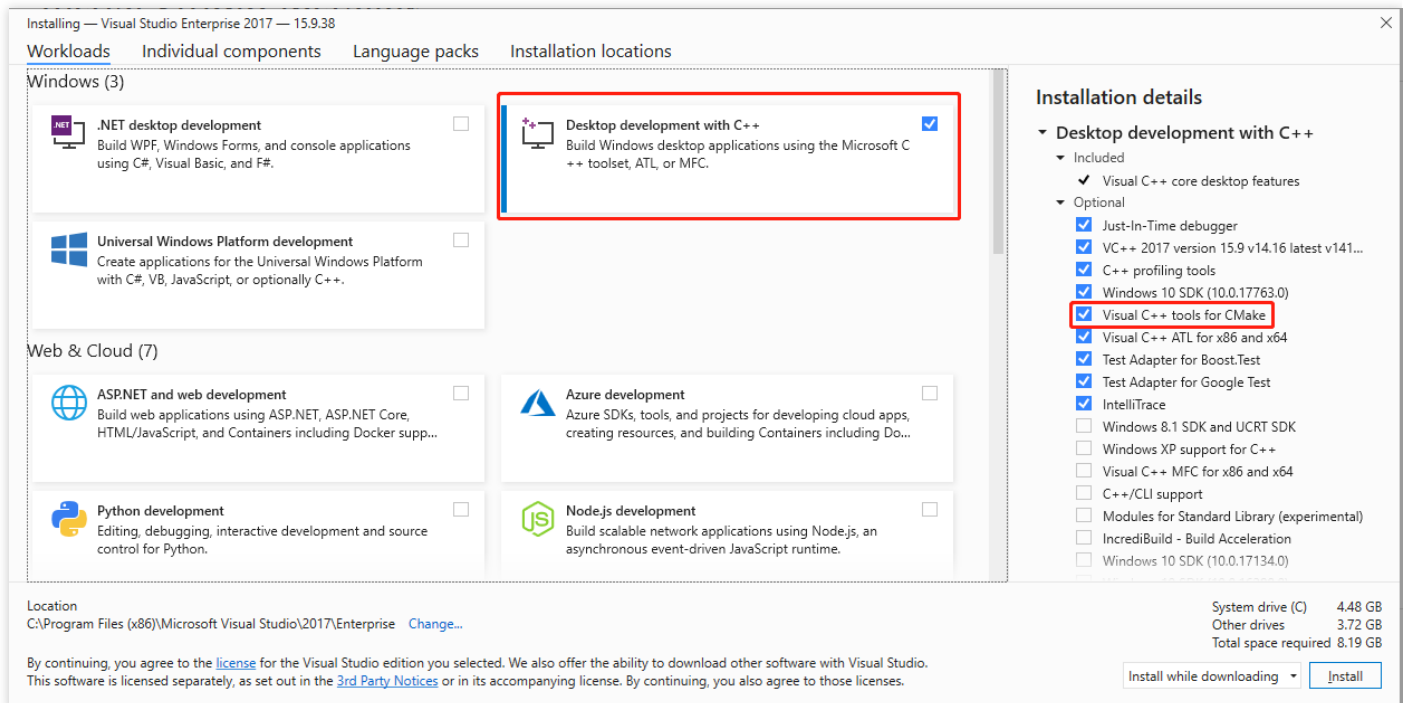 Installing — Visual Studio Enterprise 2017 — 15.9.38
Workloads Individual components Language packs Installation locations
Windows (3)
.NET
.NET desktop development
Build WPF, Windows Forms, and console applications
using C#, Visual Basic, and F#.
Desktop development with C++
Build Windows desktop applications using the Microsoft C
++ toolset, ATL, or MFC.
Universal Windows Platform development
Create applications for the Universal Windows Platform
with C#, VB, JavaScript, or optionally C++.
Web & Cloud (7)
ASP.NET and web development
Build web applications using ASP.NET, ASP.NET Core,
HTML/JavaScript, and Containers including Docker supp...
Azure development
Azure SDKs, tools, and projects for developing cloud apps,
creating resources, and building Containers including Do...
Python development
Editing, debugging, interactive development and source
control for Python.
JS
Node.js development
Build scalable network applications using Node.js, an
asynchronous event-driven JavaScript runtime.
Installation details
Desktop development with C++
Included
Visual C++ core desktop features
Optional
Just-In-Time debugger
VC++ 2017 version 15.9 v14.16 latest v141...
C++ profiling tools
Windows 10 SDK (10.0.17763.0)
Visual C++ tools for CMake
Visual C++ ATL for x86 and x64
Test Adapter for Boost.Test
Test Adapter for Google Test
IntelliTrace
Windows 8.1 SDK and UCRT SDK
Windows XP support for C++
Visual C++ MFC for x86 and x64
C++/CLI support
Modules for Standard Library (experimental)
IncrediBuild - Build Acceleration
Windows 10 SDK (10.0.17134.0)
Location
C:\Program Files (x86)\Microsoft Visual Studio\2017\Enterprise Change...
By continuing, you agree to the license for the Visual Studio edition you selected. We also offer the ability to download other software with Visual Studio.
This software is licensed separately, as set out in the 3rd Party Notices or in its accompanying license. By continuing, you also agree to those licenses.
System drive (C) 4.48 GB
Other drives 3.72 GB
Total space required 8.19 GB
Install while downloading
Install